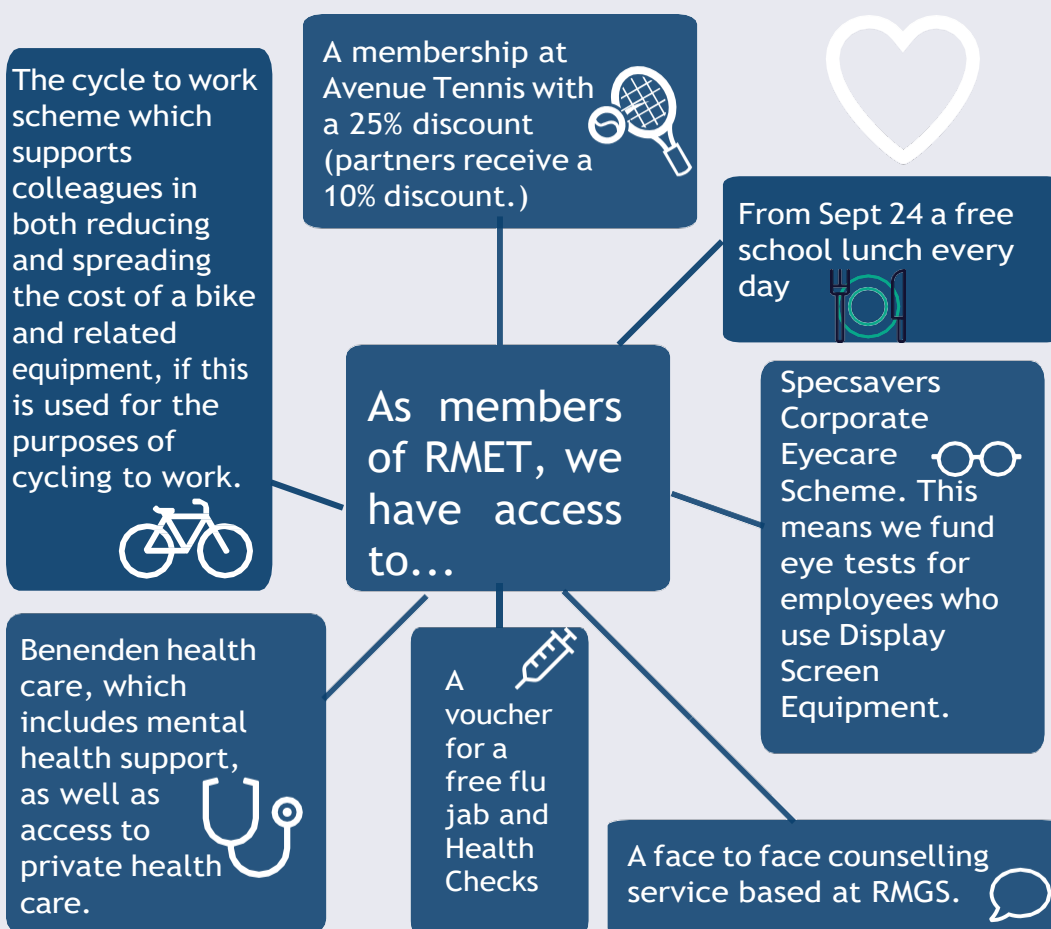 The cycle to work
scheme which
supports
colleagues in
both reducing
and spreading
the cost of a bike
and related
equipment, if this
is used for the
purposes of
cycling to work.
A membership at
Avenue Tennis with
a 25% discount
(partners receive a
10% discount.)
From Sept 24 a free
school lunch every
day
As members
of RMET, we
have access
to...
Specsavers
Corporate
Eyecare
Scheme. This
means we fund
eye tests for
employees who
use Display
Screen
Equipment.
Benenden health
care, which
includes mental
health support,
as well as
access to
private health
care.
A
voucher
for a
free flu
jab and
Health
Checks
A face to face counselling
service based at RMGS.